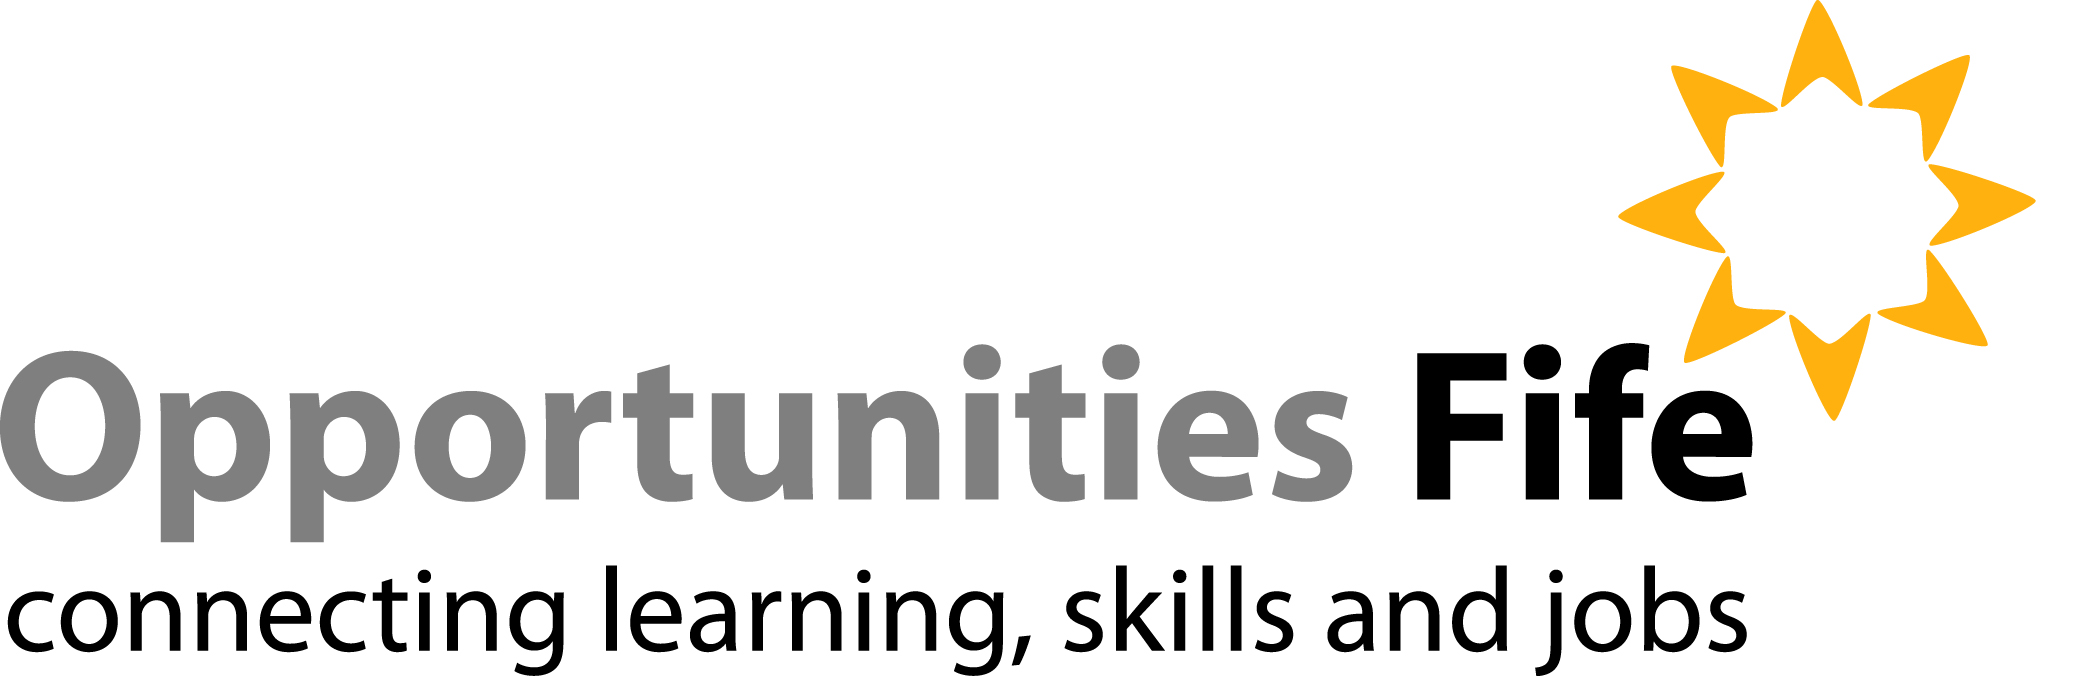 Opportunities Fife
connecting learning, skills and jobs